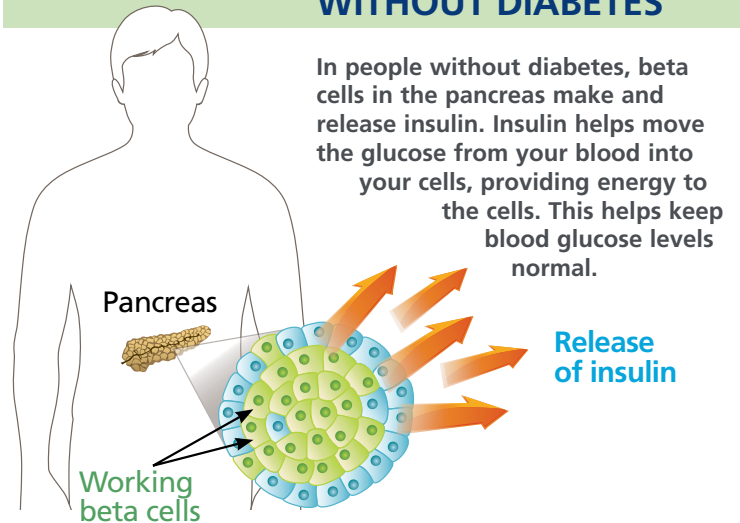 WITHOUT DIABETES
In people without diabetes, beta
cells in the pancreas make and
release insulin. Insulin helps move
the glucose from your blood into
your cells, providing energy to
the cells. This helps keep
blood glucose levels
normal.
Pancreas
Release
of insulin
Working
beta cells